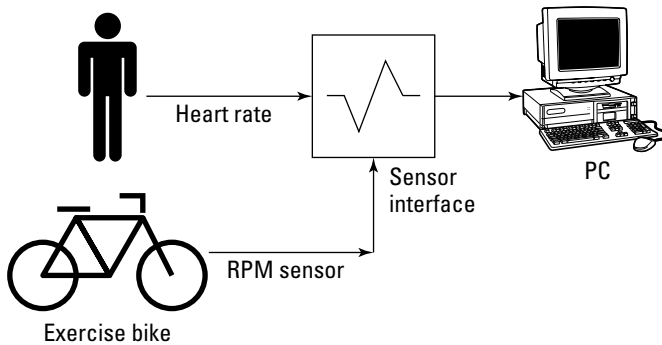 Heart rate
PC
Sensor
interface
RPM sensor
Exercise bike